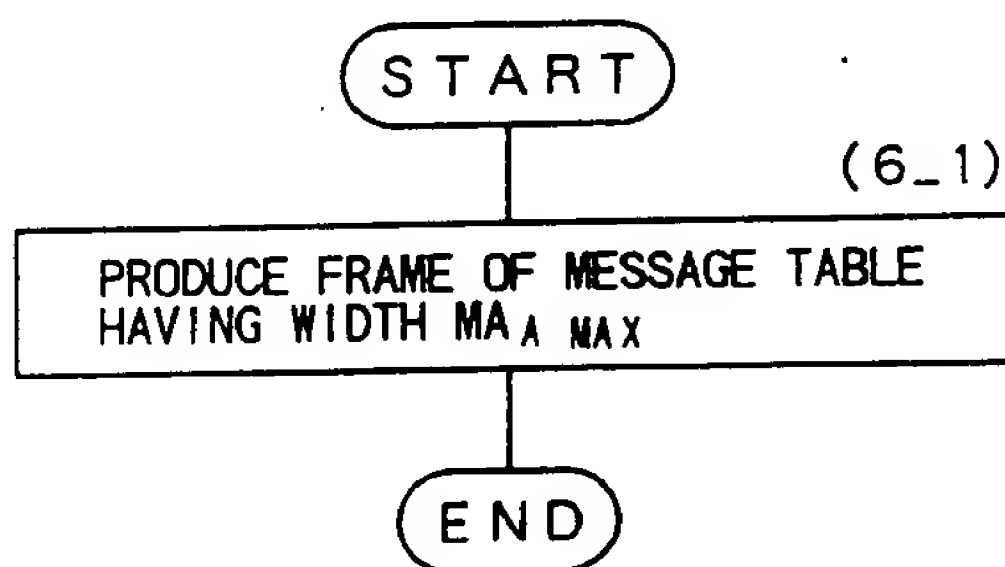 START
(6_1)
PRODUCE FRAME OF MESSAGE TABLE
HAVING WIDTH MA A MAX
END